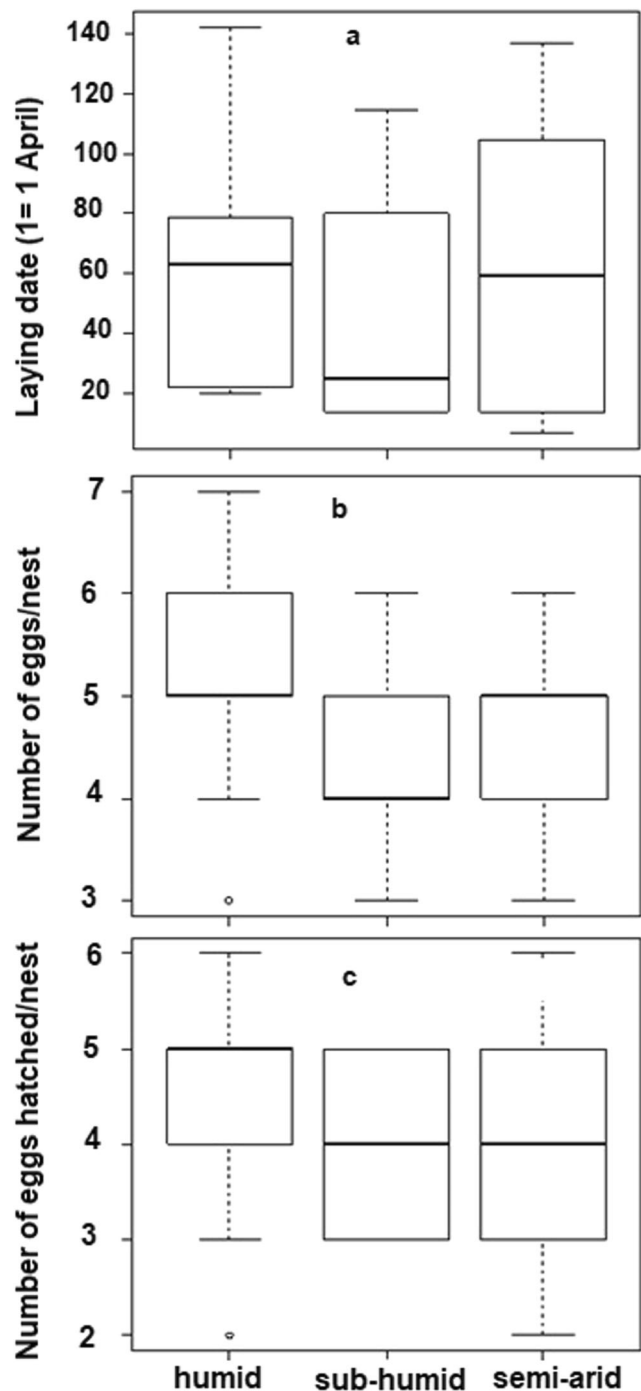 Laying date (1= 1 April)
140
120
100
80
60
40
20
a
Number of eggs/nest
7
6
5
4
3
b
Number of eggs hatched/nest
6
5
4
3
2
c
humid sub-humid semi-arid